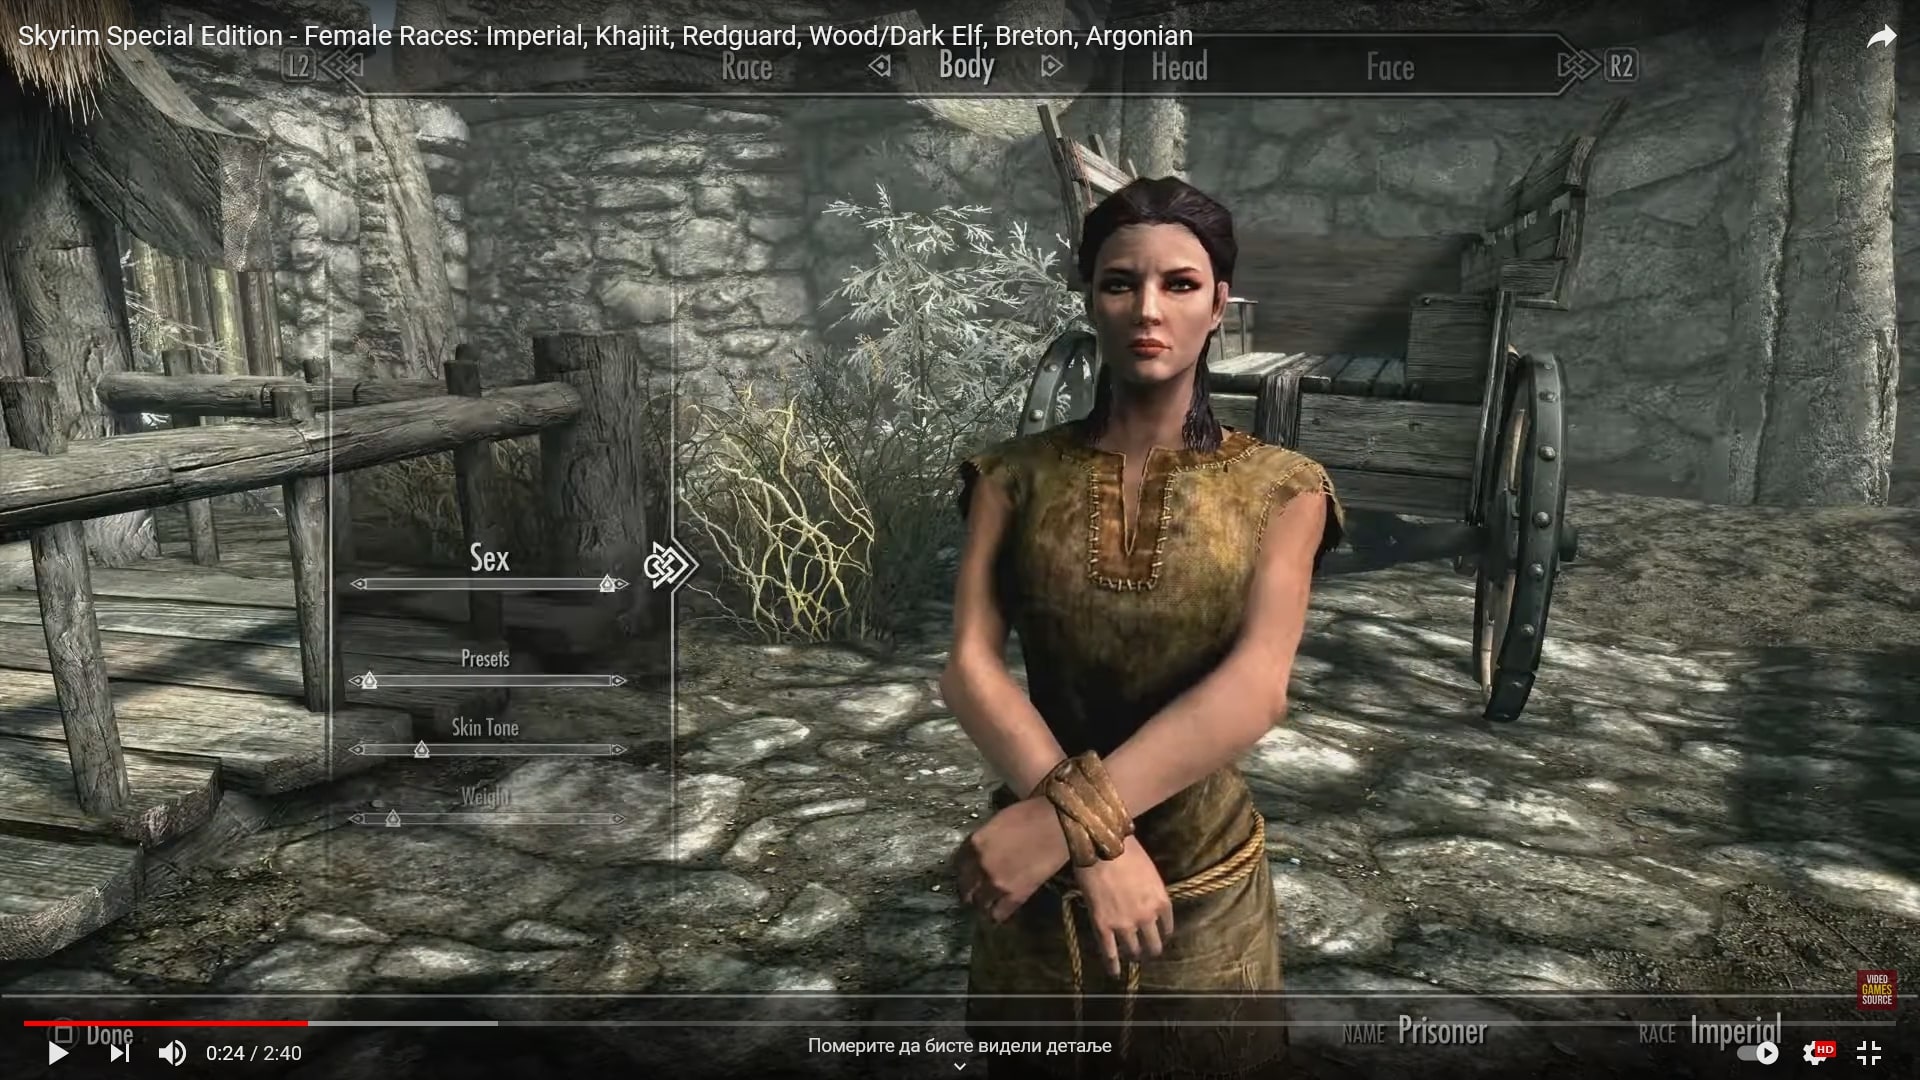 Skyrim Special Edition - Female Races: Imperial, Khajiit, Redguard, Wood/Dark Elf, Breton, Argonian
L2 Race Body Head Face R2
Sex
Presets
Skin Tone
Weight
VIDEO
GAMES
SOURCE
Done
NAME Prisoner
RACE Imperial
0:24 / 2:40
Померите да бисте видели детаље
HD